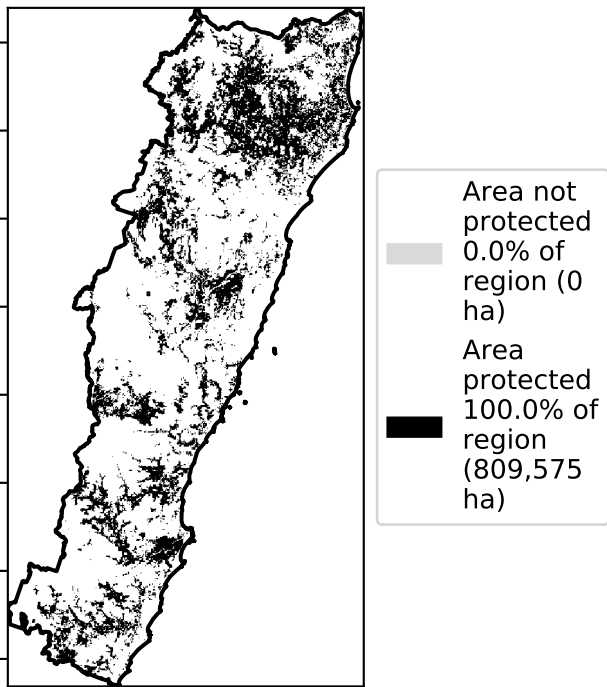 Area not
protected
0.0% of
region (0
ha)
Area
protected
100.0% of
region
(809,575
ha)